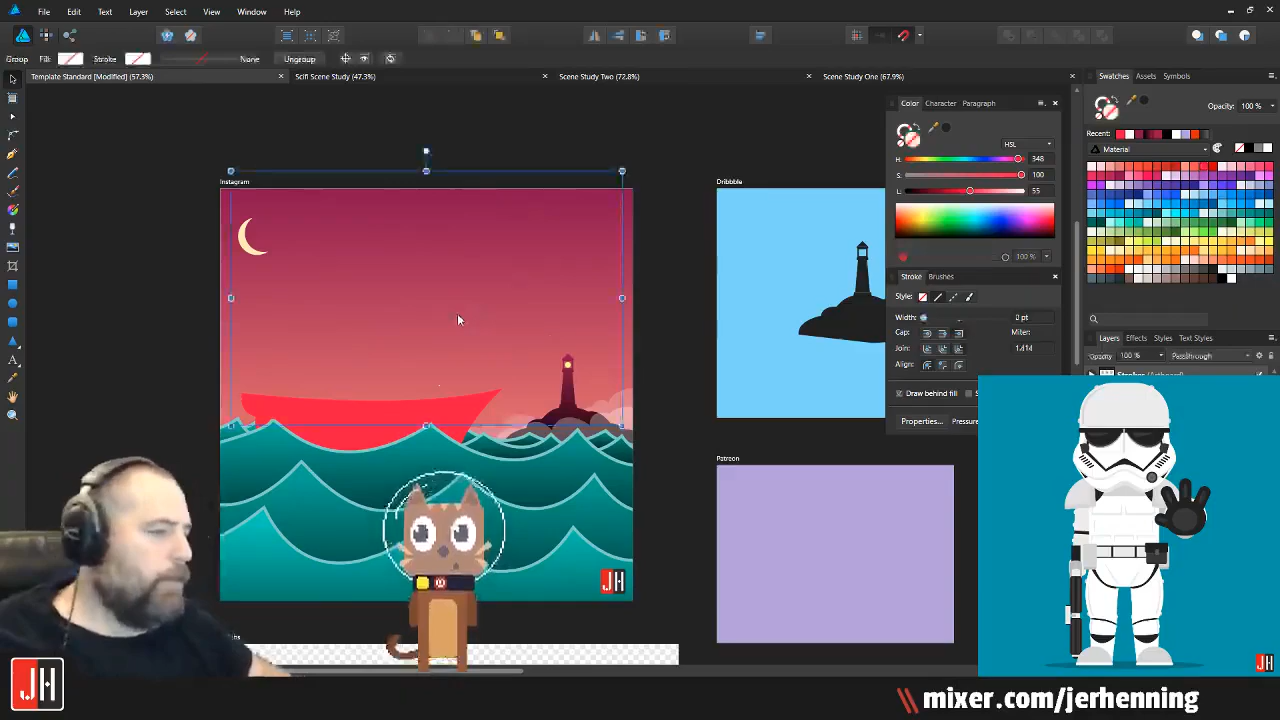 File Edit Text Layer Select View Window Help
Group Fill: Stroke None Ungroup
Template Standard [Modified] (57.3%) Scifi Scene Study (47.3%) Scene Study Two (72.8%) Scene Study One (67.9%)
Swatches Assets Symbols
Color Character Paragraph
Opacity: 100 %
HSL
Recent:
Material
H: 348
S: 100
L: 55
100 %
Instagram
Dribbble
Stroke Brushes
Style:
Width: 0 pt
Cap: Miter:
Join: 1.414
Align:
Draw behind fill
Properties... Pressure
Layers Effects Styles Text Styles
Opacity 100 % Passthrough
Patreon
JH
JH
JH
\\ mixer.com/jerhenning